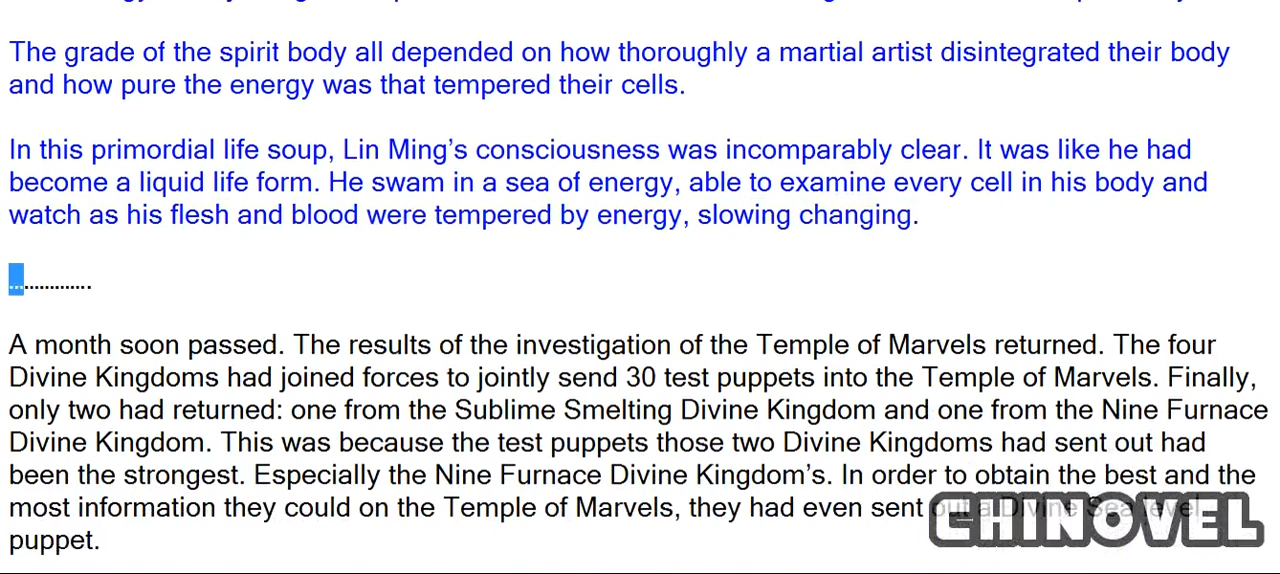 The grade of the spirit body all depended on how thoroughly a martial artist disintegrated their body
and how pure the energy was that tempered their cells.
In this primordial life soup, Lin Ming’s consciousness was incomparably clear. It was like he had
become a liquid life form. He swam in a sea of energy, able to examine every cell in his body and
watch as his flesh and blood were tempered by energy, slowing changing.
................
A month soon passed. The results of the investigation of the Temple of Marvels returned. The four
Divine Kingdoms had joined forces to jointly send 30 test puppets into the Temple of Marvels. Finally,
only two had returned: one from the Sublime Smelting Divine Kingdom and one from the Nine Furnace
Divine Kingdom. This was because the test puppets those two Divine Kingdoms had sent out had
been the strongest. Especially the Nine Furnace Divine Kingdom’s. In order to obtain the best and the
most information they could on the Temple of Marvels, they had even sent out a Divine Sea level
puppet.
CHINOVEL